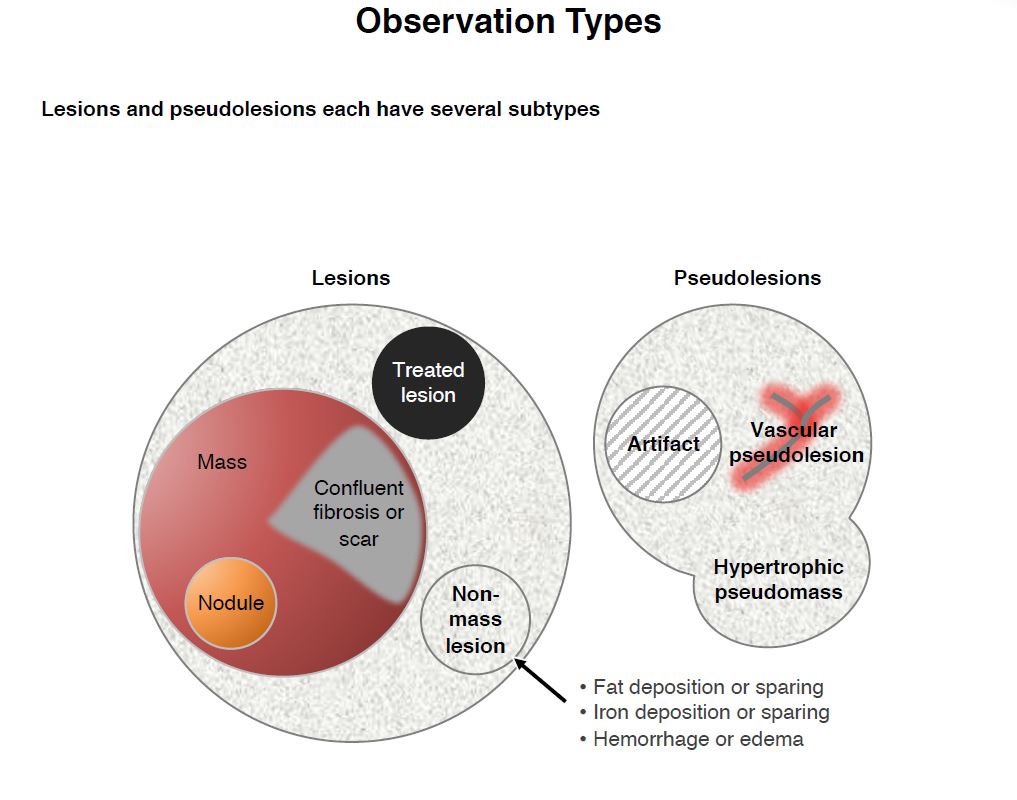 Observation Types
Lesions and pseudolesions each have several subtypes
Lesions
Pseudolesions
Treated
lesion
Mass
Confluent
fibrosis or
scar
Nodule
Non-
mass
lesion
Artifact
Vascular
pseudolesion
Hypertrophic
pseudomass
• Fat deposition or sparing
• Iron deposition or sparing
• Hemorrhage or edema